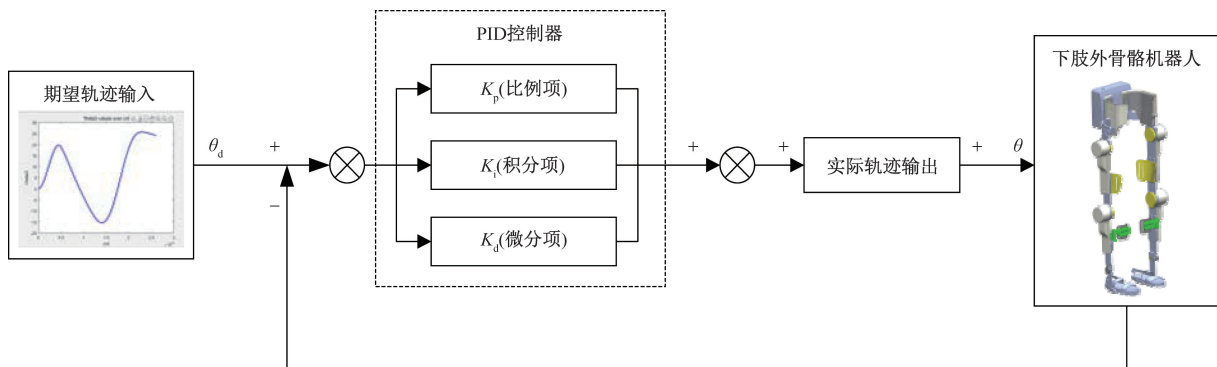 PID控制器
期望轨迹输入
θd
+
−
Kp(比例项)
Ki(积分项)
Kd(微分项)
+
+
实际轨迹输出
+
θ
下肢外骨骼机器人